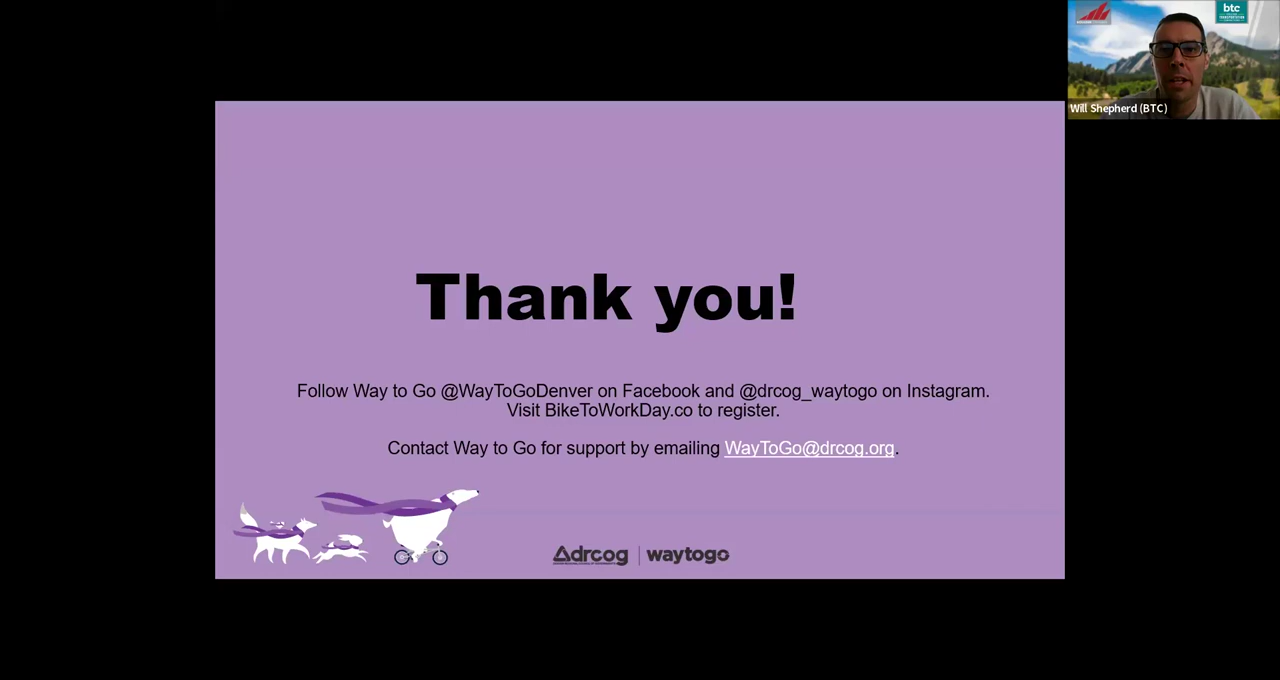 btc
Will Shepherd (BTC)
Thank you!
Follow Way to Go @WayToGoDenver on Facebook and @drcog_waytogo on Instagram.
Visit BikeToWorkDay.co to register.
Contact Way to Go for support by emailing WayToGo@drcog.org.
drcog | waytogo